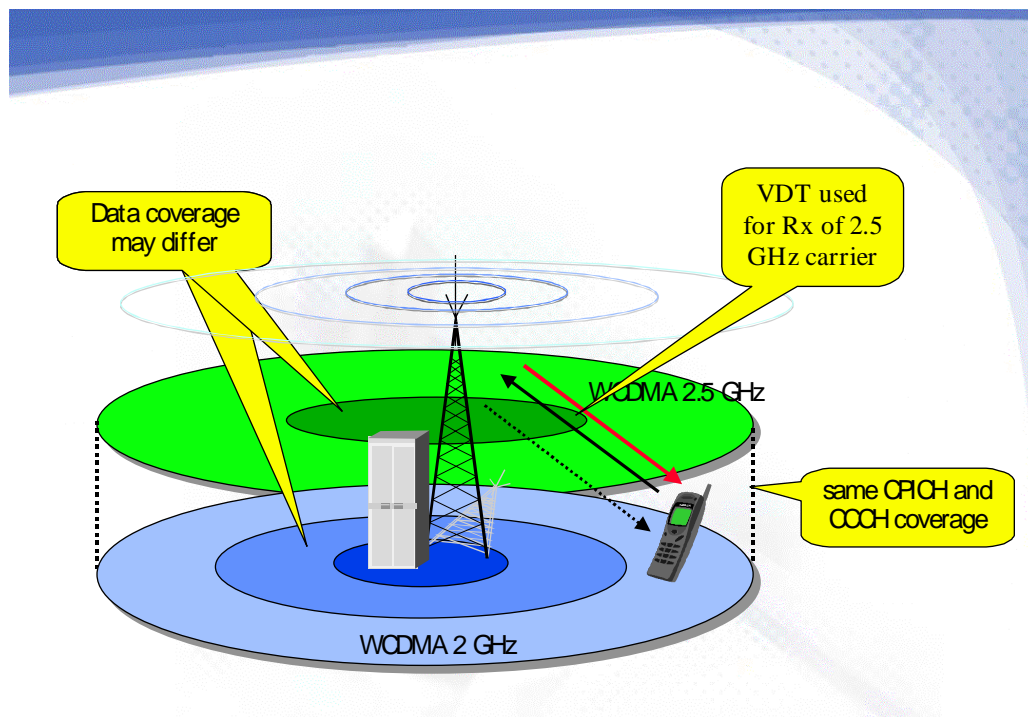 Data coverage
may differ
VDT used
for Rx of 2.5
GHz carrier
WCDMA 2.5 GHz
same CPICH and
CCCH coverage
WCDMA 2 GHz